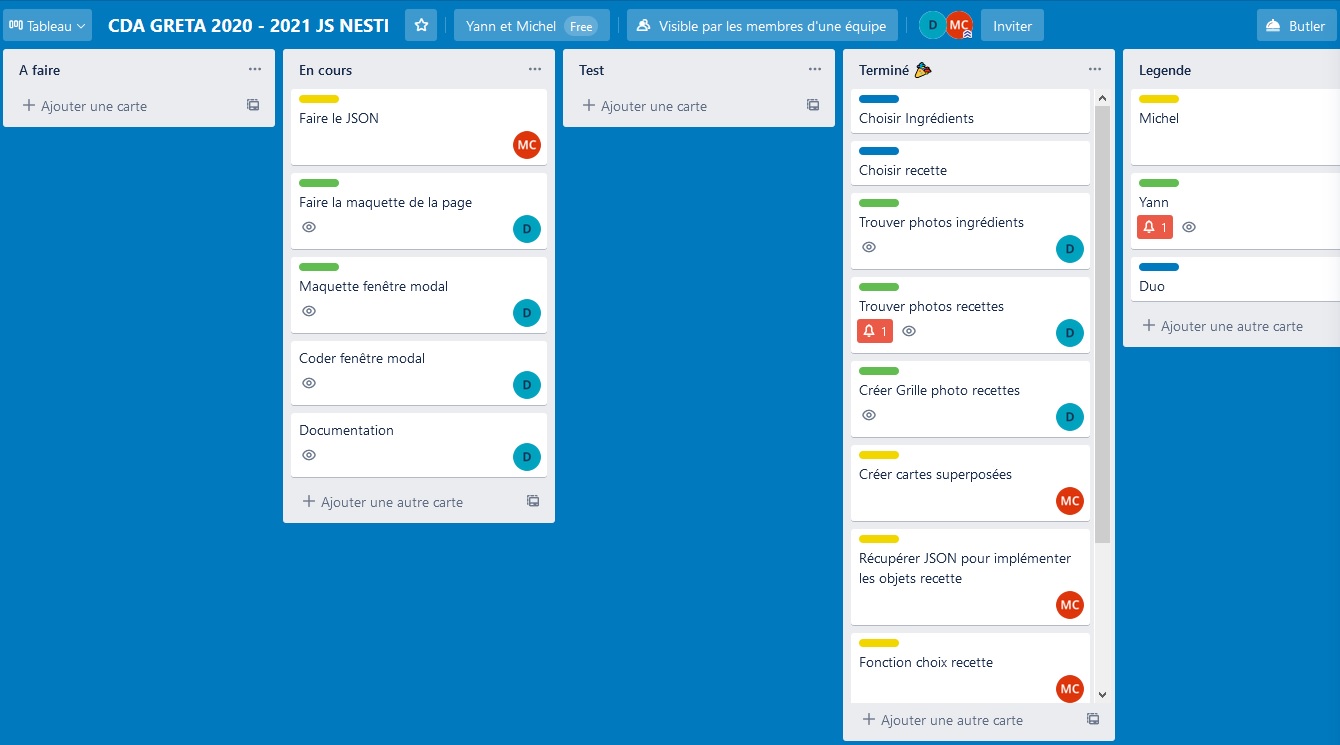 Tableau
CDA GRETA 2020 - 2021 JS NESTI
Yann et Michel Free
Visible par les membres d'une équipe
D
MC
Inviter
Butler
A faire
Ajouter une carte
En cours
Faire le JSON
MC
Faire la maquette de la page
D
Maquette fenêtre modal
D
Coder fenêtre modal
D
Documentation
D
Ajouter une autre carte
Test
Ajouter une carte
Terminé
Choisir Ingrédients
Choisir recette
Trouver photos ingrédients
D
Trouver photos recettes
1
D
Créer Grille photo recettes
D
Créer cartes superposées
MC
Récupérer JSON pour implémenter
les objets recette
MC
Fonction choix recette
MC
Ajouter une autre carte
Legende
Michel
Yann
1
Duo
Ajouter une autre carte